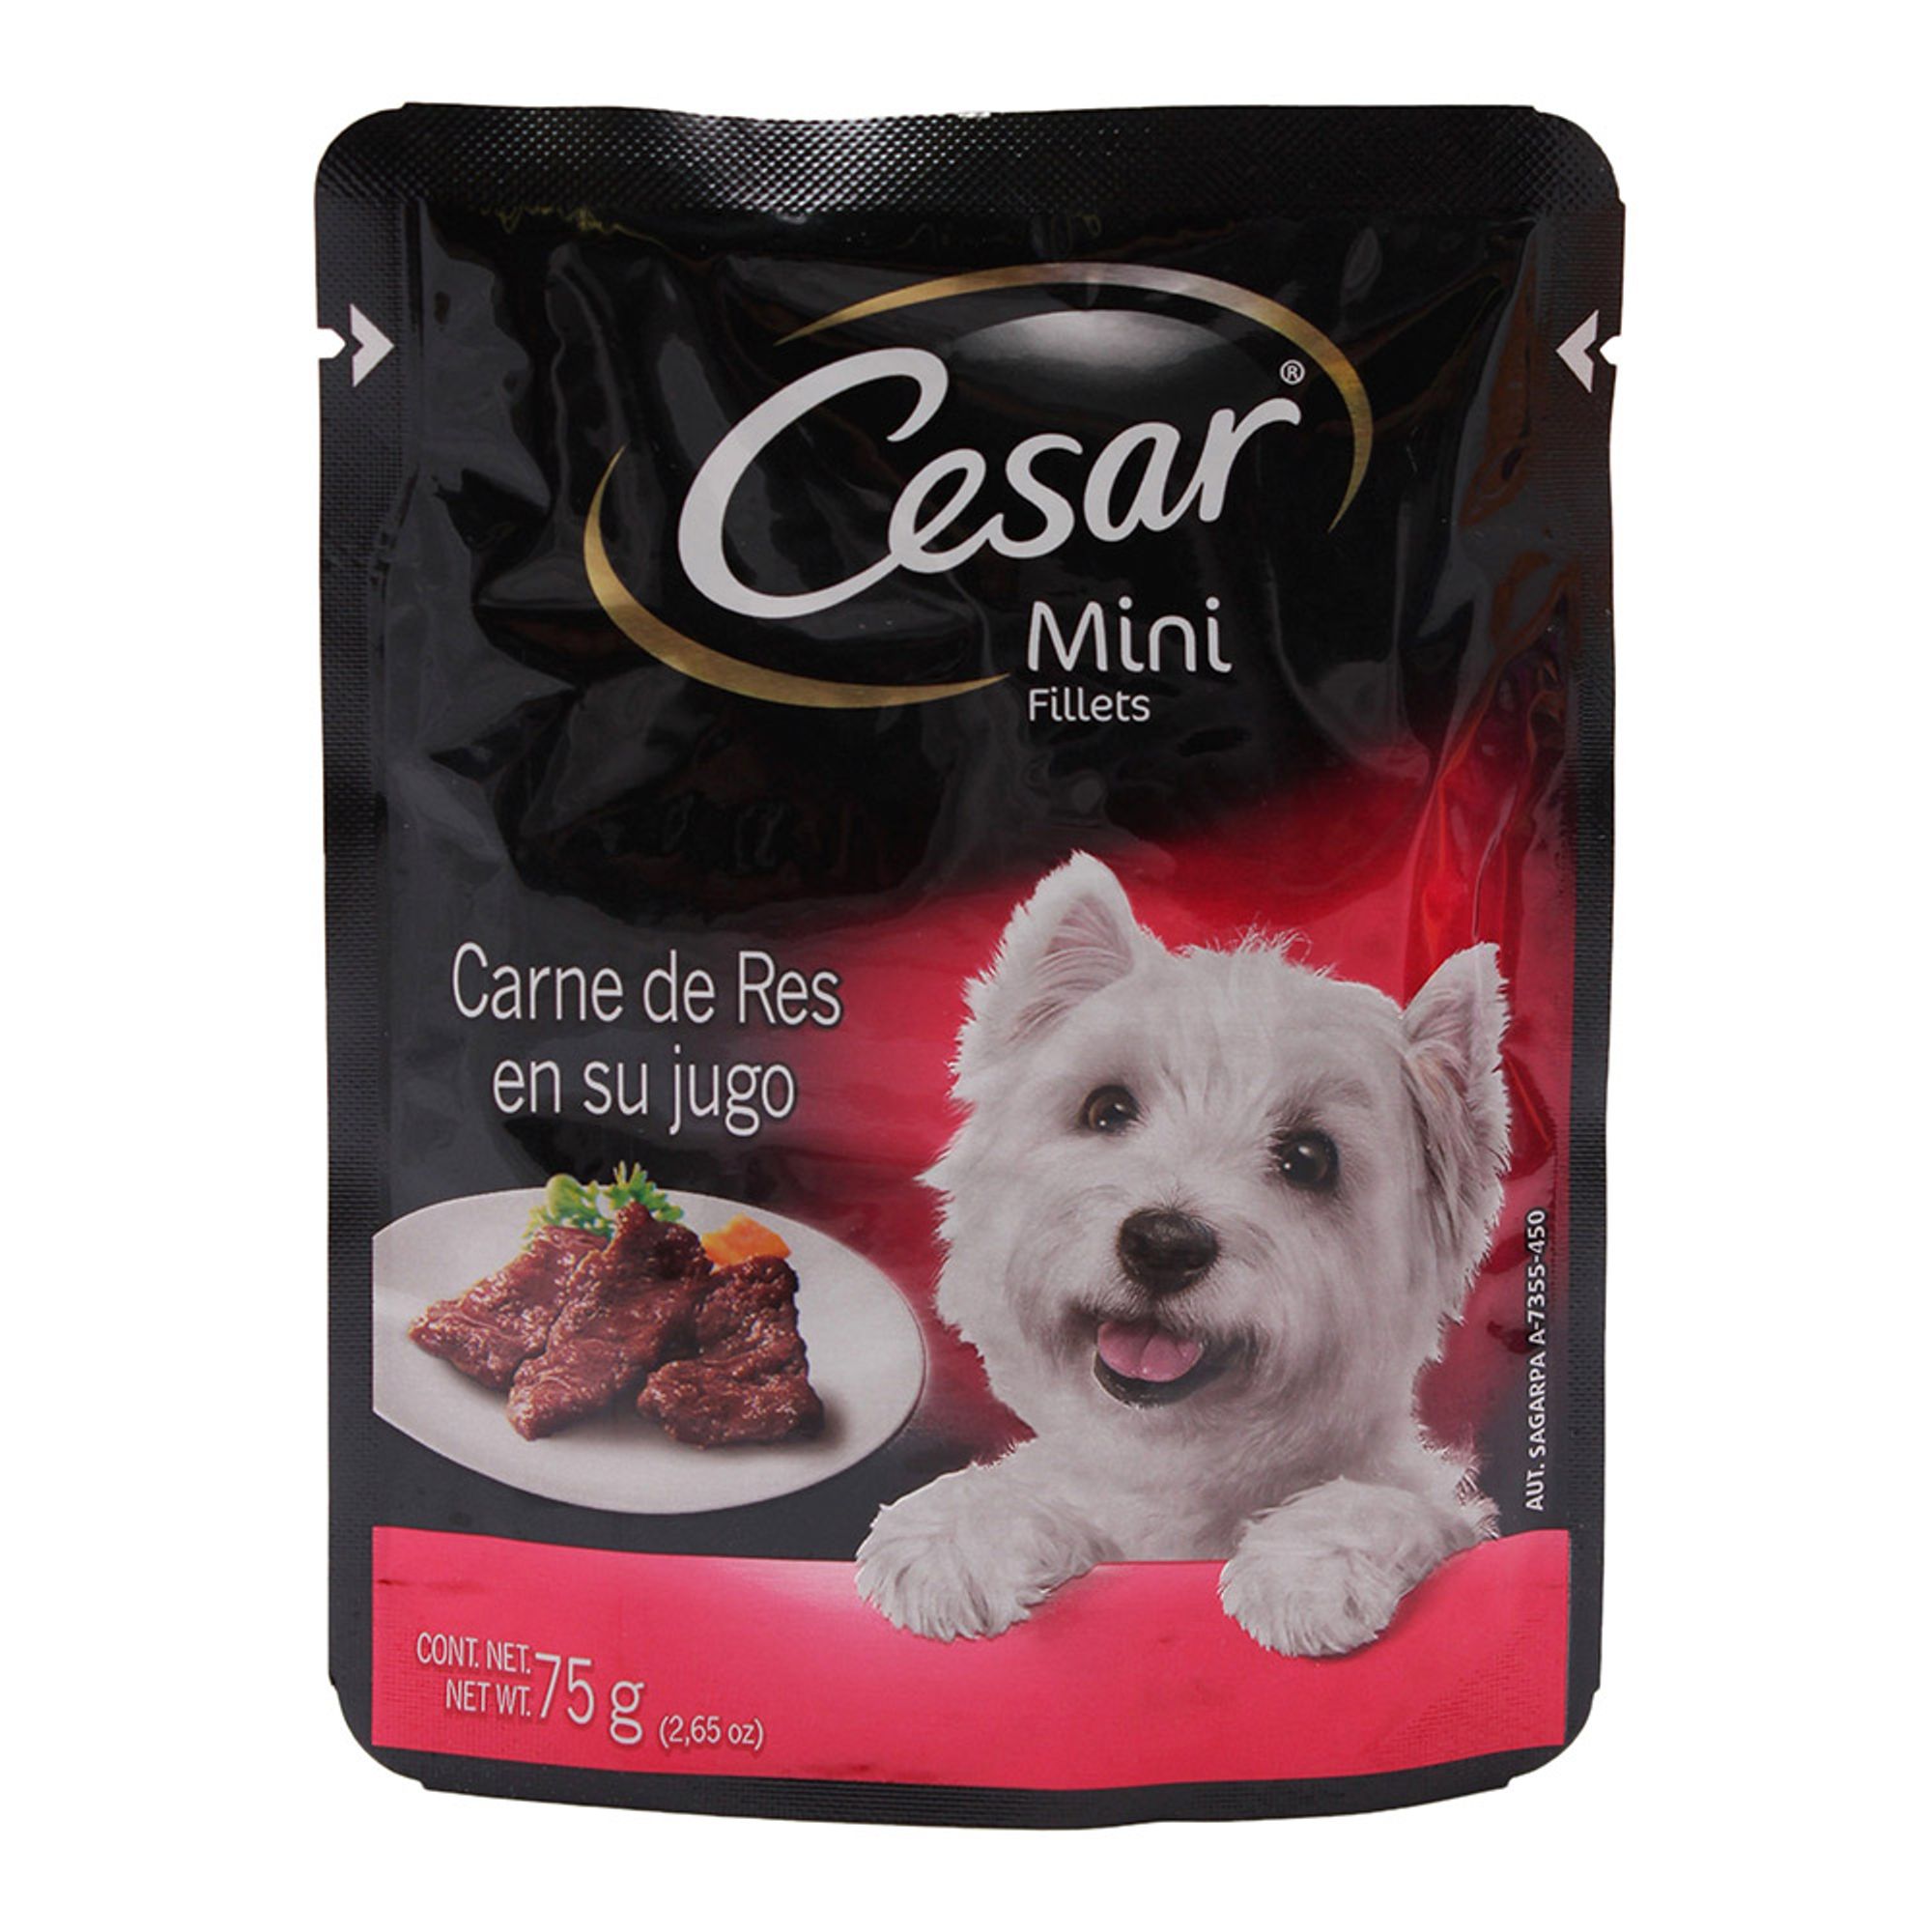 Cesar®
Mini
Fillets
Carne de Res
en su jugo
AUT. SAGARPA A-7355-450
CONT. NET.
NET WT. 75 g (2,65 oz)